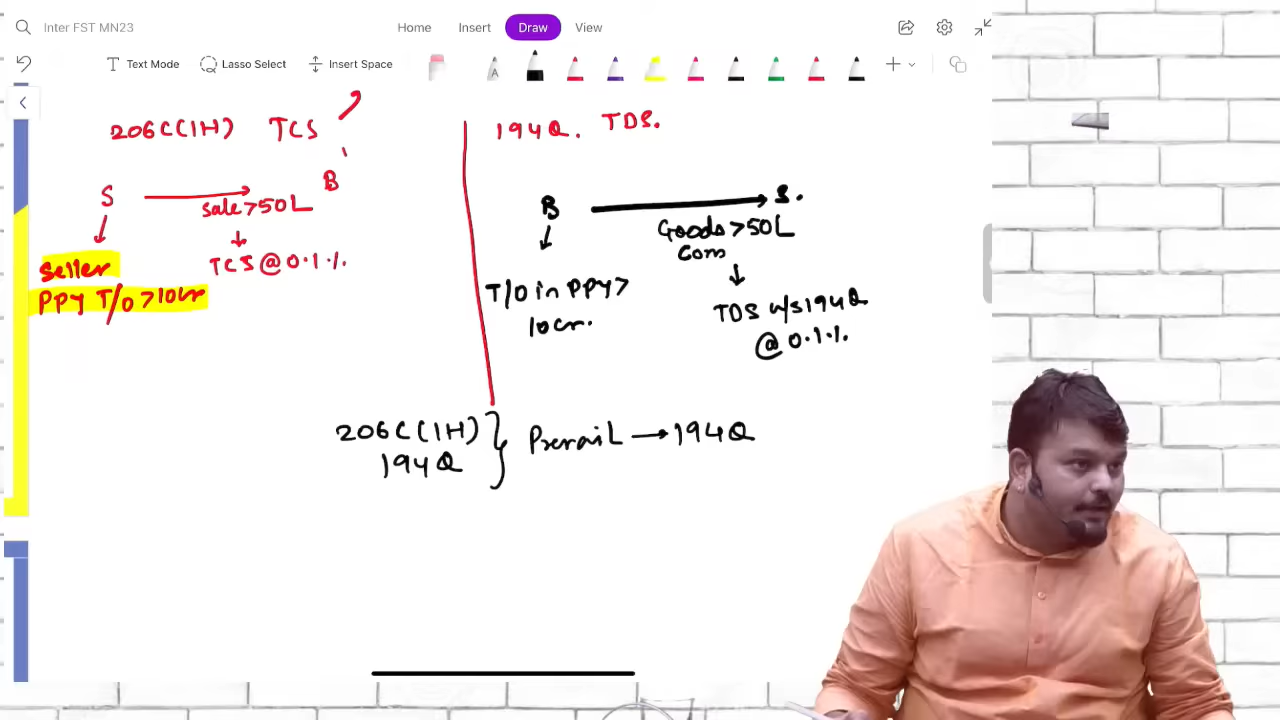 Inter FST MN23
Home Insert Draw View
Text Mode Lasso Select Insert Space
206C(1H) TCS
194Q. TDS.
S
B
Sale>50L
TCS@0.1%.
Seller
PPY T/O>10cr
B
S.
Goods>50L
Com
T/O in PPY>
10cr.
TDS u/s194Q
@ 0.1%.
206C(1H)
194Q
Prevail → 194Q